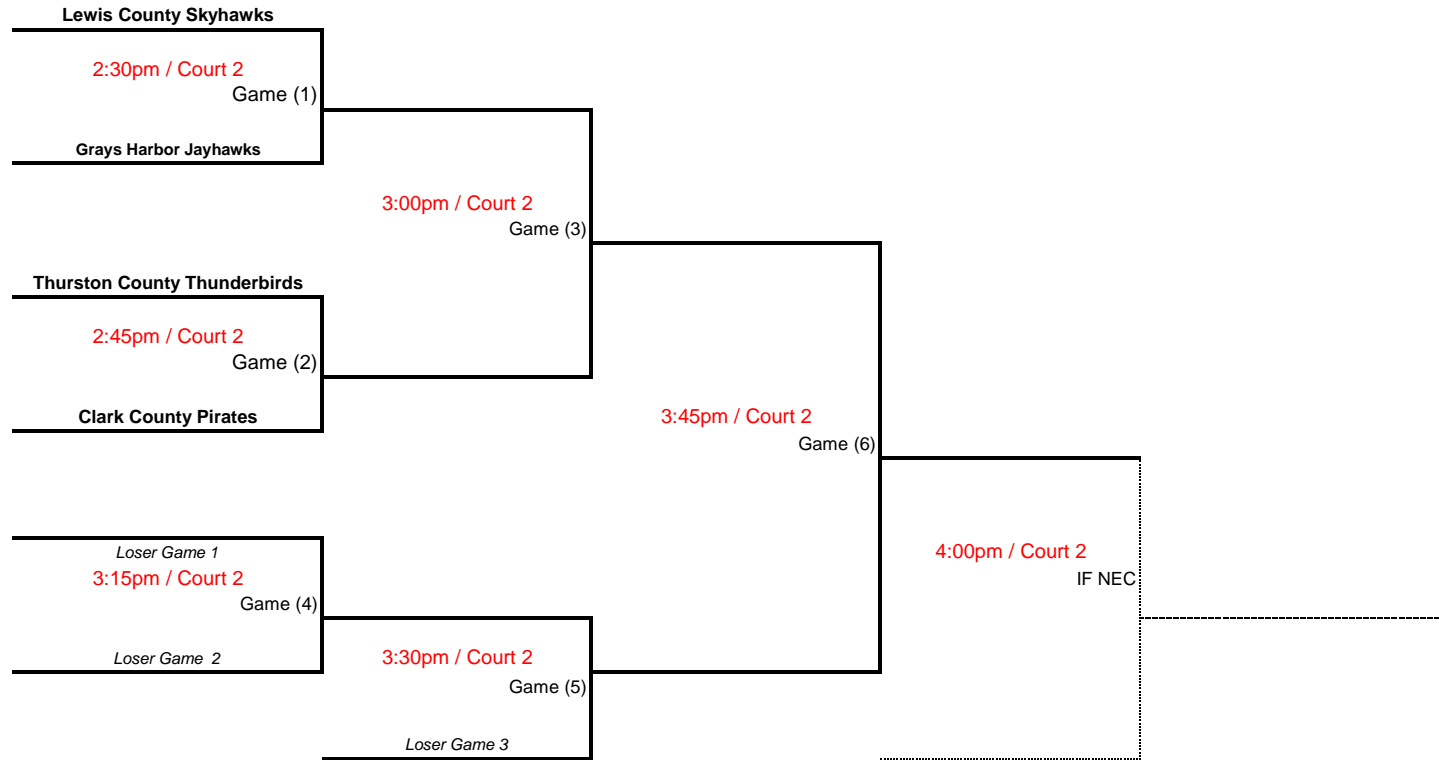 Lewis County Skyhawks
2:30pm / Court 2
Game (1)
Grays Harbor Jayhawks
3:00pm / Court 2
Game (3)
Thurston County Thunderbirds
2:45pm / Court 2
Game (2)
Clark County Pirates
3:45pm / Court 2
Game (6)
Loser Game 1
3:15pm / Court 2
Game (4)
4:00pm / Court 2
IF NEC
Loser Game  2
3:30pm / Court 2
Game (5)
Loser Game 3